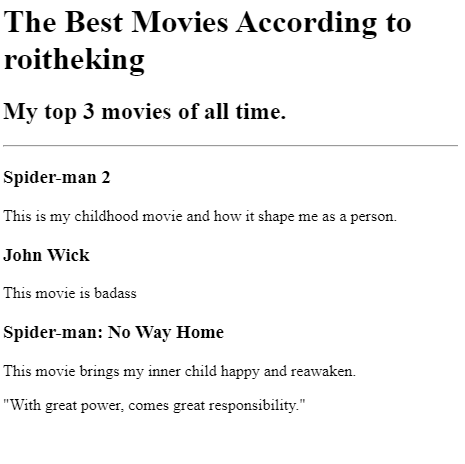 The Best Movies According to
roitheking
My top 3 movies of all time.
Spider-man 2
This is my childhood movie and how it shape me as a person.
John Wick
This movie is badass
Spider-man: No Way Home
This movie brings my inner child happy and reawaken.
"With great power, comes great responsibility."